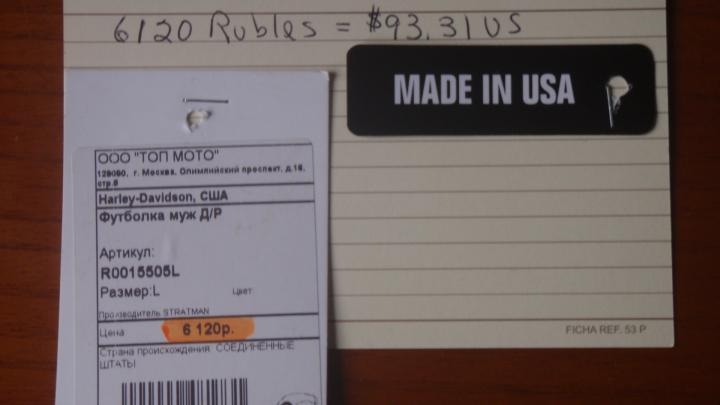 6120 Rubles = $93.31 US
MADE IN USA
ООО "ТОП МОТО"
129090, г. Москва, Олимпийский проспект, д.16,
стр.5
Harley-Davidson, США
Футболка муж Д/Р
Артикул:
R0015505L
Размер:L Цвет:
Производитель STRATMAN
Цена 6 120р.
Страна происхождения: СОЕДИНЕННЫЕ
ШТАТЫ
FICHA REF. 53 P